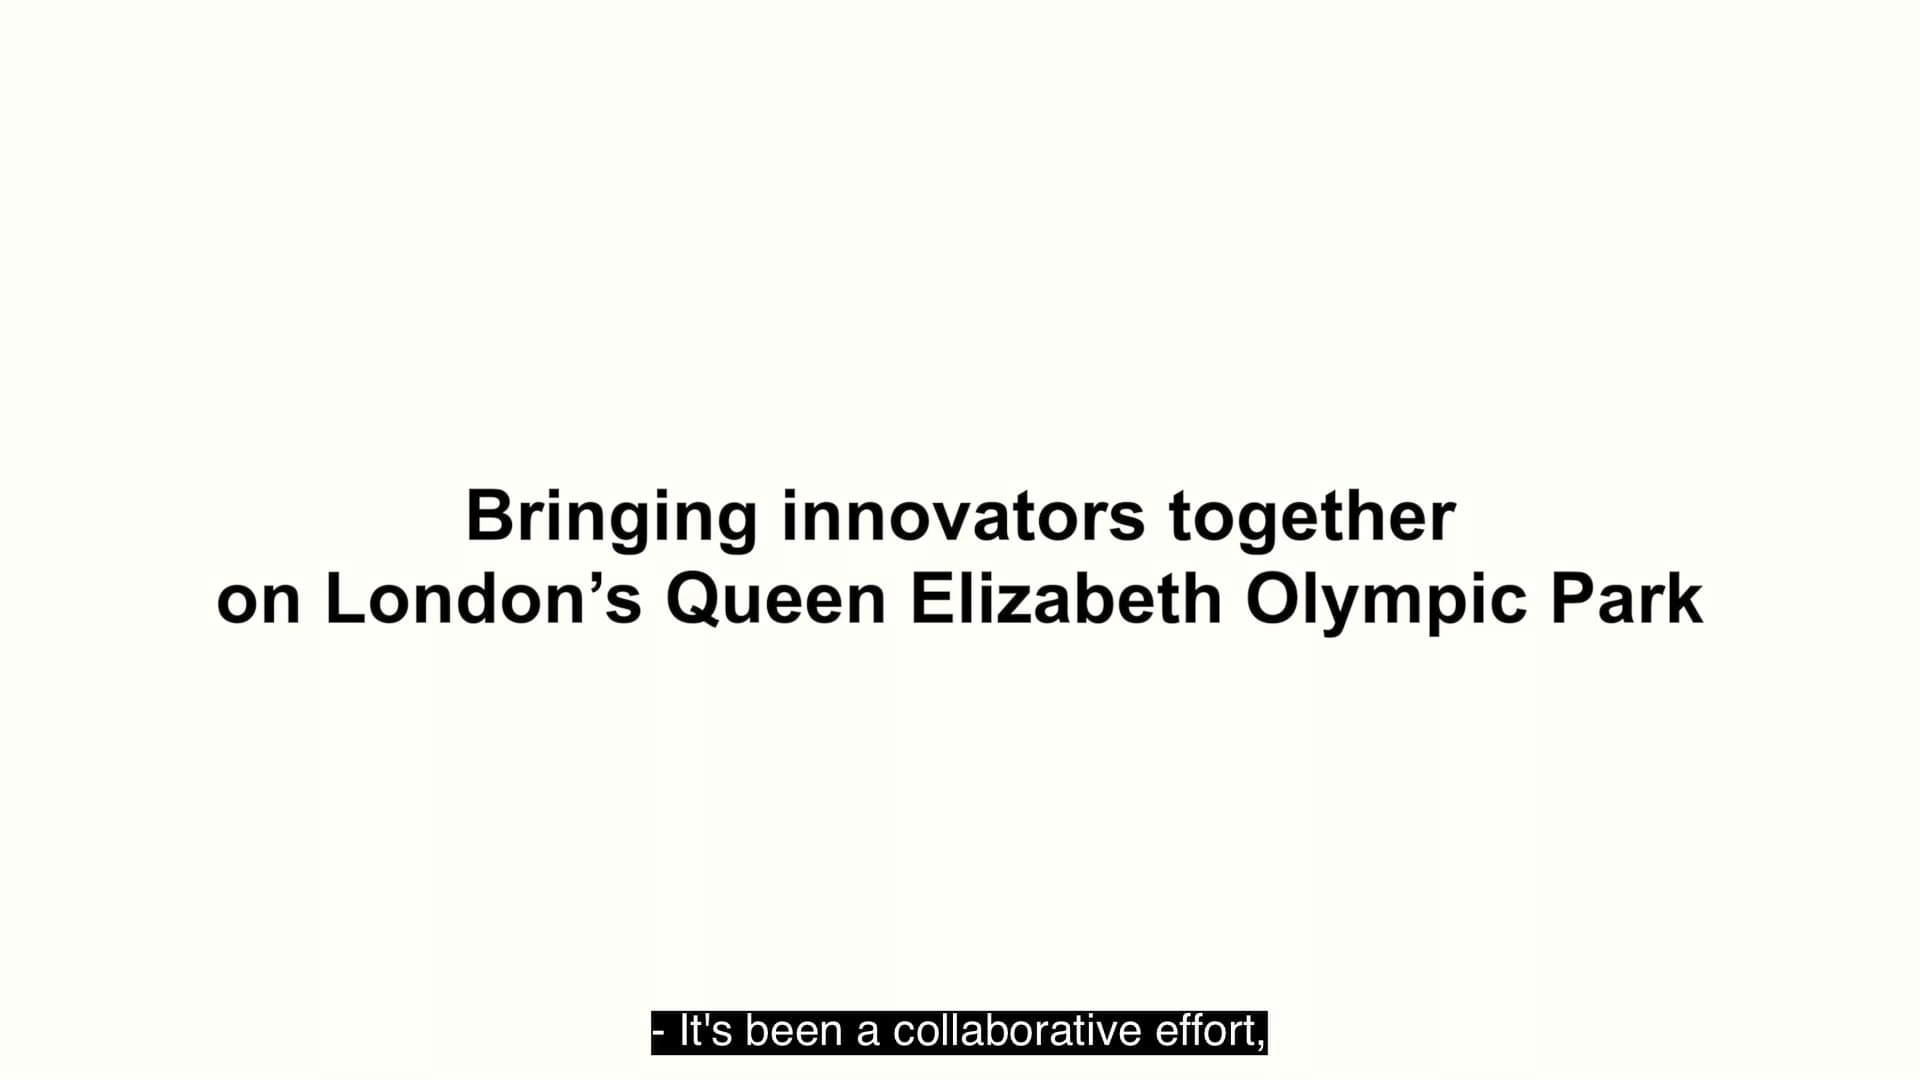 Bringing innovators together
on London’s Queen Elizabeth Olympic Park
- It's been a collaborative effort,